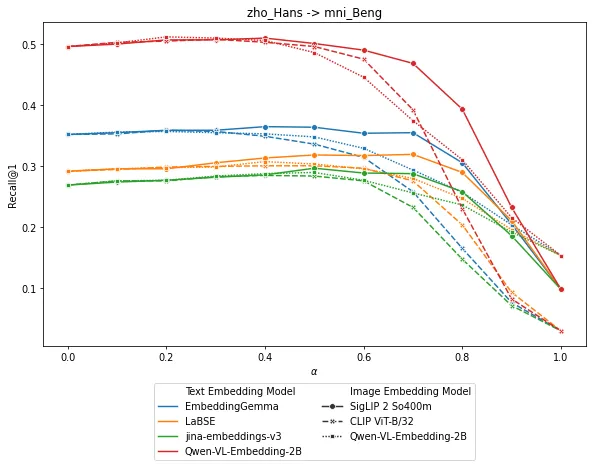 zho_Hans -> mni_Beng
Recall@1
0.5
0.4
0.3
0.2
0.1
0.0 0.2 0.4 0.6 0.8 1.0
α
Text Embedding Model Image Embedding Model
EmbeddingGemma SigLIP 2 So400m
LaBSE CLIP ViT-B/32
jina-embeddings-v3 Qwen-VL-Embedding-2B
Qwen-VL-Embedding-2B